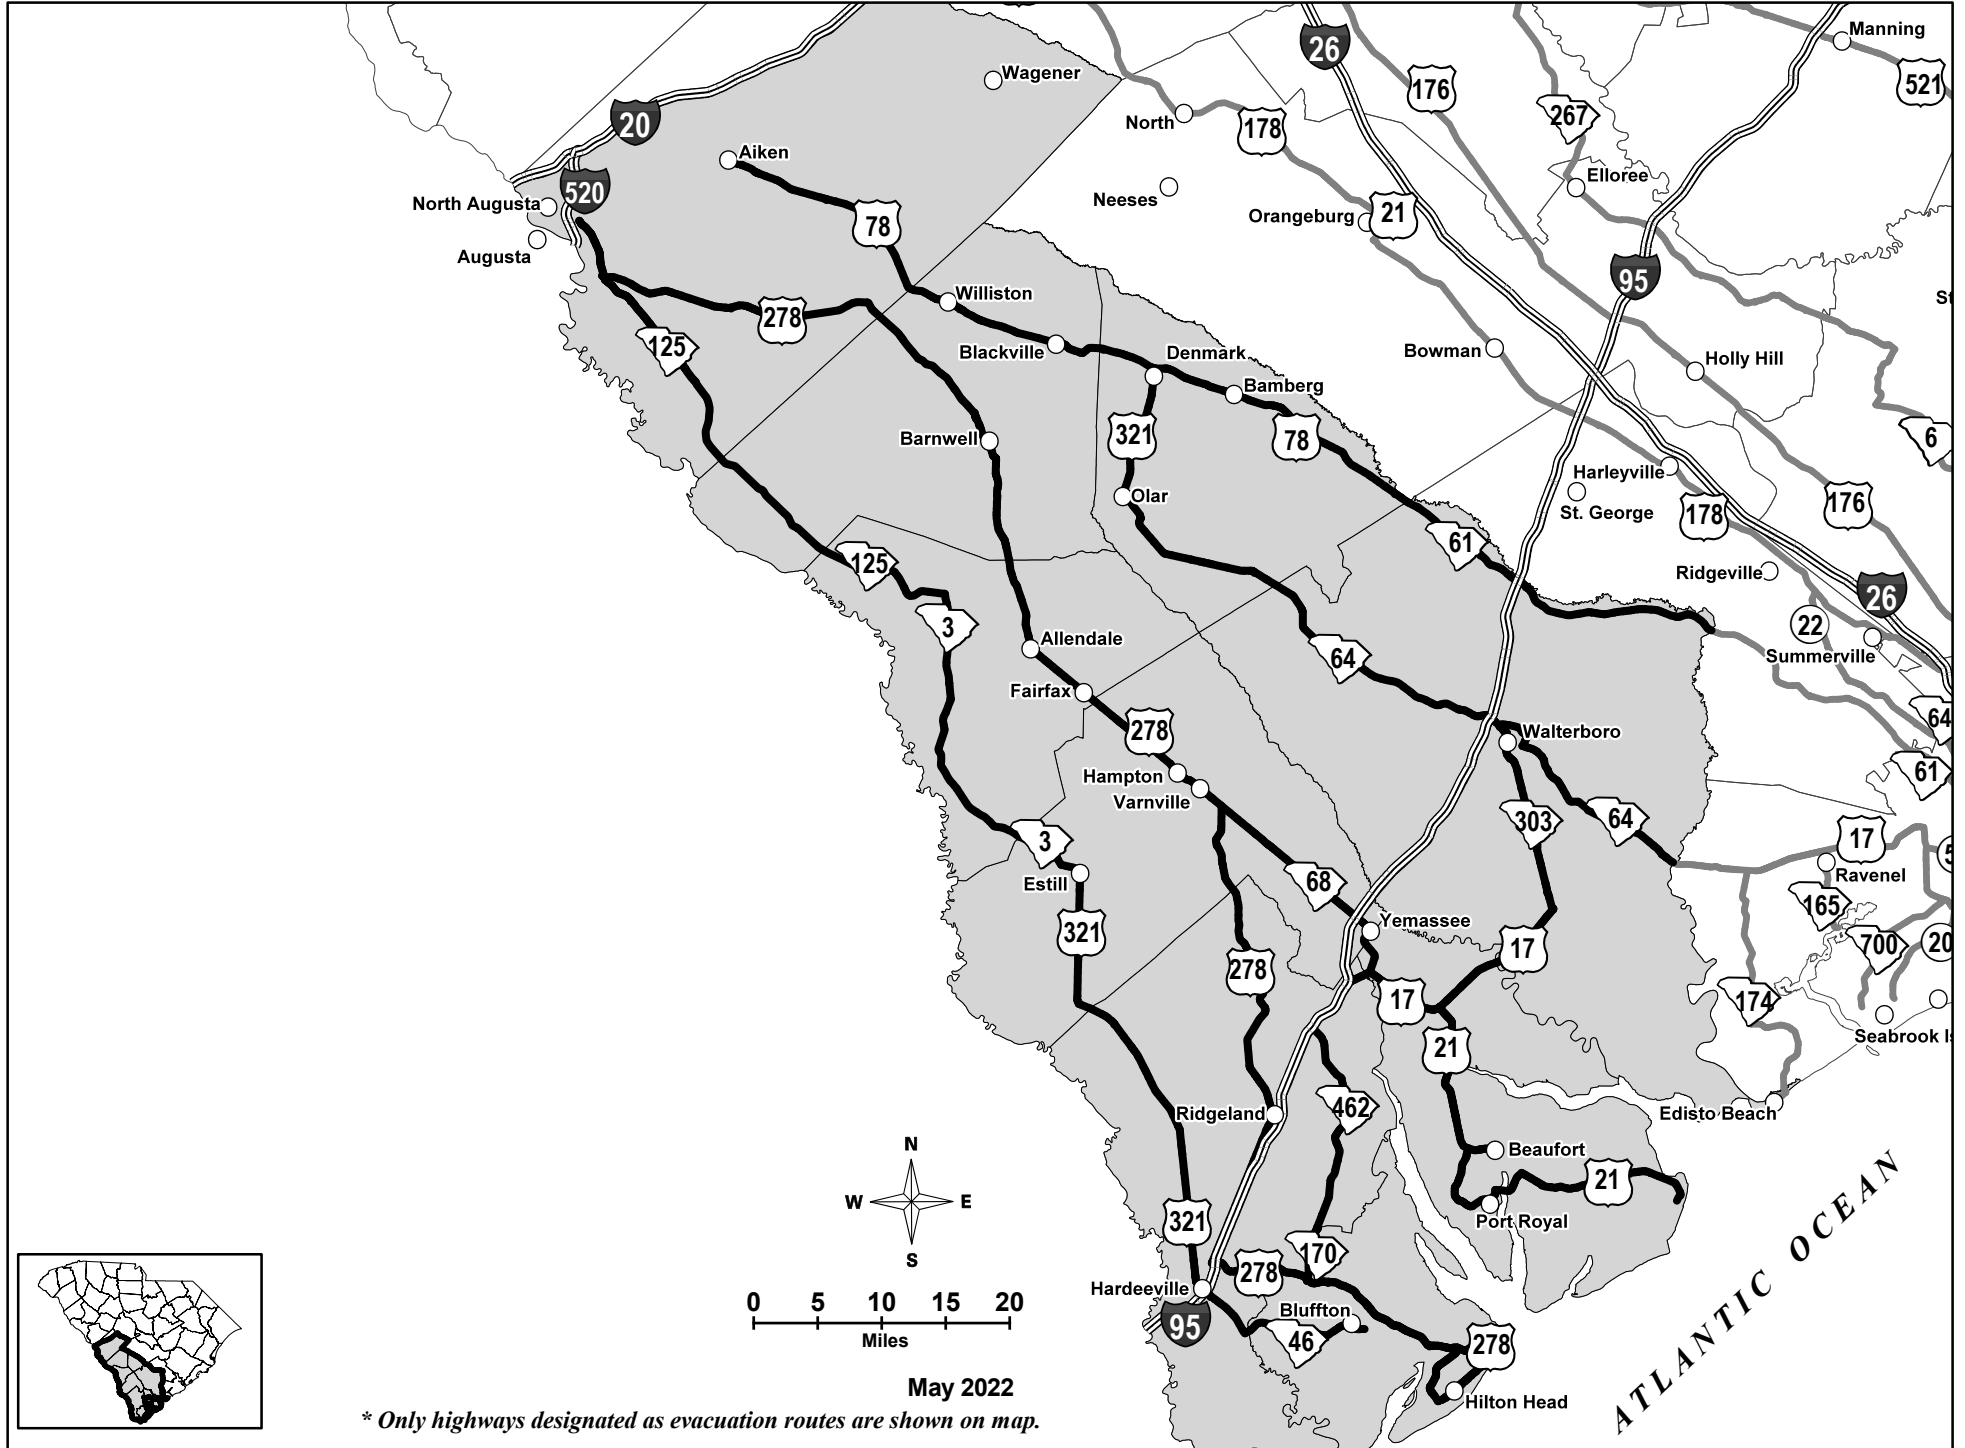 Manning
26
Wagener
176
521
20
267
North
178
Aiken
Elloree
520
Neeses
North Augusta
Orangeburg
21
78
Augusta
95
Williston
278
Blackville
Denmark
125
Bowman
Holly Hill
Bamberg
Barnwell
321
78
6
Harleyville
Olar
St. George
178
176
61
125
Ridgeville
26
3
22
Allendale
Summerville
64
Fairfax
64
278
Walterboro
Hampton
61
Varnville
303
64
17
3
Ravenel
Estill
68
165
Yemassee
321
17
700
20
278
17
174
21
Seabrook
462
Ridgeland
Edisto Beach
N
Beaufort
W
E
21
321
Port Royal
S
170
278
Hardeeville
0 5 10 15 20
Bluffton
95
46
Miles
278
May 2022
Hilton Head
ATLANTIC OCEAN
* Only highways designated as evacuation routes are shown on map.